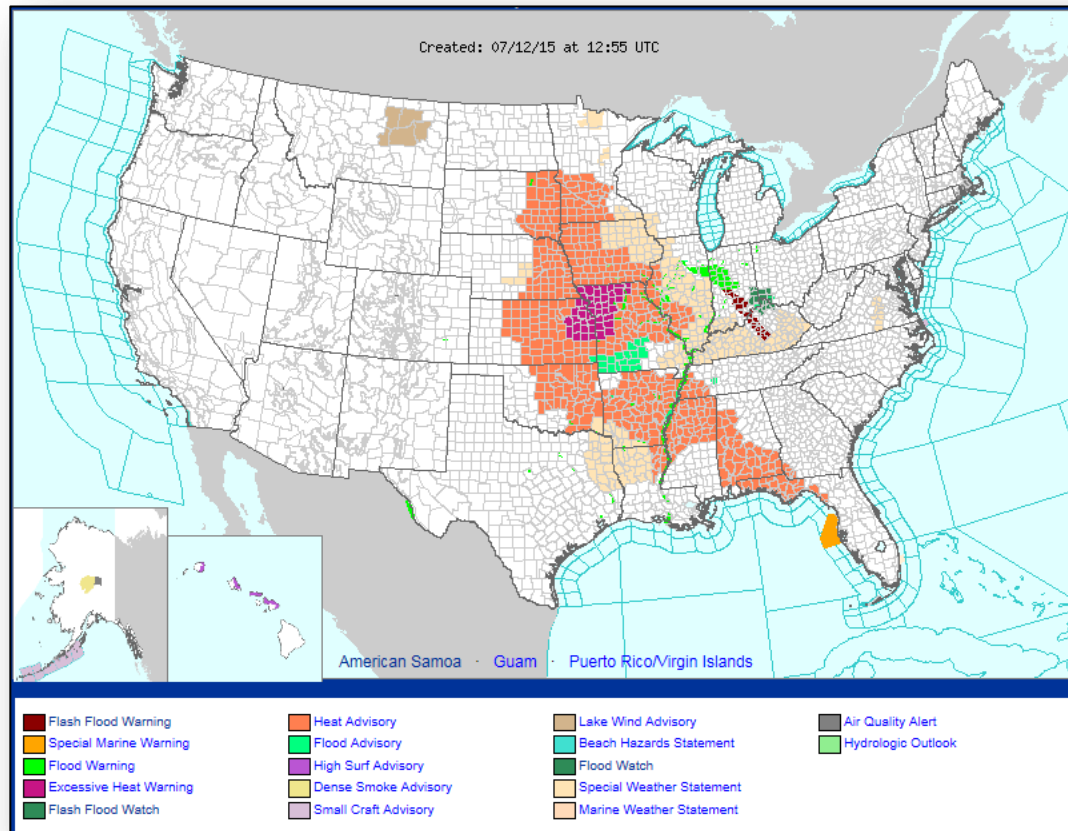 Created: 07/12/15 at 12:55 UTC
American Samoa · Guam · Puerto Rico/Virgin Islands
Flash Flood Warning
Special Marine Warning
Flood Warning
Excessive Heat Warning
Flash Flood Watch
Heat Advisory
Flood Advisory
High Surf Advisory
Dense Smoke Advisory
Small Craft Advisory
Lake Wind Advisory
Beach Hazards Statement
Flood Watch
Special Weather Statement
Marine Weather Statement
Air Quality Alert
Hydrologic Outlook